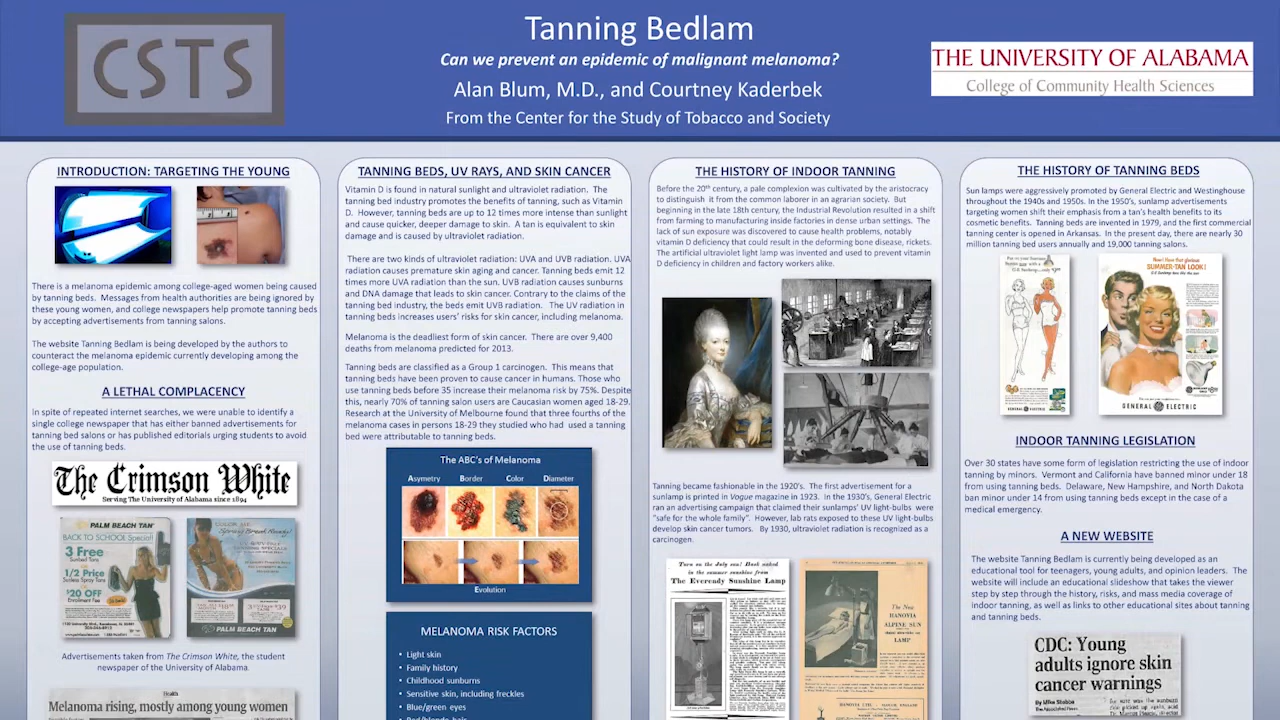 CSTS
Tanning Bedlam
Can we prevent an epidemic of malignant melanoma?
Alan Blum, M.D., and Courtney Kaderbek
From the Center for the Study of Tobacco and Society
THE UNIVERSITY OF ALABAMA
College of Community Health Sciences
INTRODUCTION: TARGETING THE YOUNG
There is a melanoma epidemic among college-aged women being caused
by tanning beds. Messages from health authorities are being ignored by
these young women, and college newspapers help promote tanning beds
by accepting advertisements from tanning salons.
The website Tanning Bedlam is being developed by the authors to
counteract the melanoma epidemic currently developing among the
college-age population.
A LETHAL COMPLACENCY
In spite of repeated internet searches, we were unable to identify a
single college newspaper that has either banned advertisements for
tanning bed salons or has published editorials urging students to avoid
the use of tanning beds.
The Crimson White
Serving The University of Alabama since 1894
PALM BEACH TAN
BACK TO SCHOOL DEALS!
3 Free
1/2 Price
$20 OFF
PALM BEACH TAN
Advertisements taken from The Crimson White, the student
newspaper of the University of Alabama.
rising, mostly among young women
TANNING BEDS, UV RAYS, AND SKIN CANCER
Vitamin D is found in natural sunlight and ultraviolet radiation. The
tanning bed industry promotes the benefits of tanning, such as Vitamin
D. However, tanning beds are up to 12 times more intense than sunlight
and cause quicker, deeper damage to skin. A tan is equivalent to skin
damage and is caused by ultraviolet radiation.
There are two kinds of ultraviolet radiation: UVA and UVB radiation. UVA
radiation causes premature skin aging and cancer. Tanning beds emit 12
times more UVA radiation than the sun. UVB radiation causes sunburns
and DNA damage that leads to skin cancer. Contrary to the claims of the
tanning bed industry, the beds emit UVB radiation. The UV radiation in
tanning beds increases users' risks for skin cancer, including melanoma.
Melanoma is the deadliest form of skin cancer. There are over 9,400
deaths from melanoma predicted for 2013.
Tanning beds are classified as a Group 1 carcinogen. This means that
tanning beds have been proven to cause cancer in humans. Those who
use tanning beds before 35 increase their melanoma risk by 75%. Despite
this, nearly 70% of tanning salon users are Caucasian women aged 18-29.
Research at the University of Melbourne found that three fourths of the
melanoma cases in persons 18-29 they studied who had used a tanning
bed were attributable to tanning beds.
The ABC's of Melanoma
Asymetry Border Color Diameter
Evolution
MELANOMA RISK FACTORS
• Light skin
• Family history
• Childhood sunburns
• Sensitive skin, including freckles
• Blue/green eyes
• Red/blonde hair
THE HISTORY OF INDOOR TANNING
Before the 20th century, a pale complexion was cultivated by the aristocracy
to distinguish it from the common laborer in an agrarian society. But
beginning in the late 18th century, the Industrial Revolution resulted in a shift
from farming to manufacturing inside factories in dense urban settings. The
lack of sun exposure was discovered to cause health problems, notably
vitamin D deficiency that could result in the deforming bone disease, rickets.
The artificial ultraviolet light lamp was invented and used to prevent vitamin
D deficiency in children and factory workers alike.
Tanning became fashionable in the 1920's. The first advertisement for a
sunlamp is printed in Vogue magazine in 1923. In the 1930's, General Electric
ran an advertising campaign that claimed their sunlamps' UV light-bulbs were
"safe for the whole family". However, lab rats exposed to these UV light-bulbs
develop skin cancer tumors. By 1930, ultraviolet radiation is recognized as a
carcinogen.
Turn on the July sun! Bask naked
in the summer sunshine from
The Eveready Sunshine Lamp
The New
HANOVIA
ALPINE SUN
LAMP
THE HISTORY OF TANNING BEDS
Sun lamps were aggressively promoted by General Electric and Westinghouse
throughout the 1940s and 1950s. In the 1950's, sunlamp advertisements
targeting women shift their emphasis from a tan's health benefits to its
cosmetic benefits. Tanning beds are invented in 1979, and the first commercial
tanning center is opened in Arkansas. In the present day, there are nearly 30
million tanning bed users annually and 19,000 tanning salons.
SUMMER-TAN LOOK!
GENERAL ELECTRIC
GENERAL ELECTRIC
INDOOR TANNING LEGISLATION
Over 30 states have some form of legislation restricting the use of indoor
tanning by minors. Vermont and California have banned minor under 18
from using tanning beds. Delaware, New Hampshire, and North Dakota
ban minor under 14 from using tanning beds except in the case of a
medical emergency.
A NEW WEBSITE
The website Tanning Bedlam is currently being developed as an
educational tool for teenagers, young adults, and opinion leaders. The
website will include an educational slideshow that takes the viewer
step by step through the history, risks, and mass media coverage of
indoor tanning, as well as links to other educational sites about tanning
and tanning beds.
CDC: Young
adults ignore skin
cancer warnings
By Mike Stobbe
The Associated Press